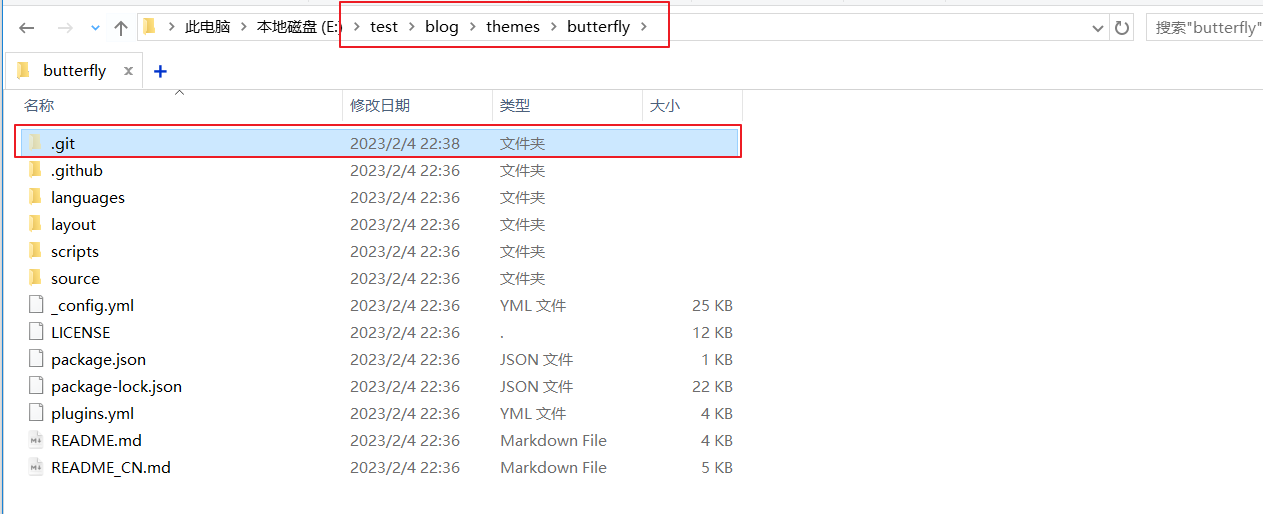 此电脑 本地磁盘 (E:) test blog themes butterfly 搜索"butterfly"
butterfly x +
名称 修改日期 类型 大小
.git 2023/2/4 22:38 文件夹
.github 2023/2/4 22:36 文件夹
languages 2023/2/4 22:36 文件夹
layout 2023/2/4 22:36 文件夹
scripts 2023/2/4 22:36 文件夹
source 2023/2/4 22:36 文件夹
_config.yml 2023/2/4 22:36 YML 文件 25 KB
LICENSE 2023/2/4 22:36 . 12 KB
package.json 2023/2/4 22:36 JSON 文件 1 KB
package-lock.json 2023/2/4 22:36 JSON 文件 22 KB
plugins.yml 2023/2/4 22:36 YML 文件 4 KB
README.md 2023/2/4 22:36 Markdown File 4 KB
README_CN.md 2023/2/4 22:36 Markdown File 5 KB